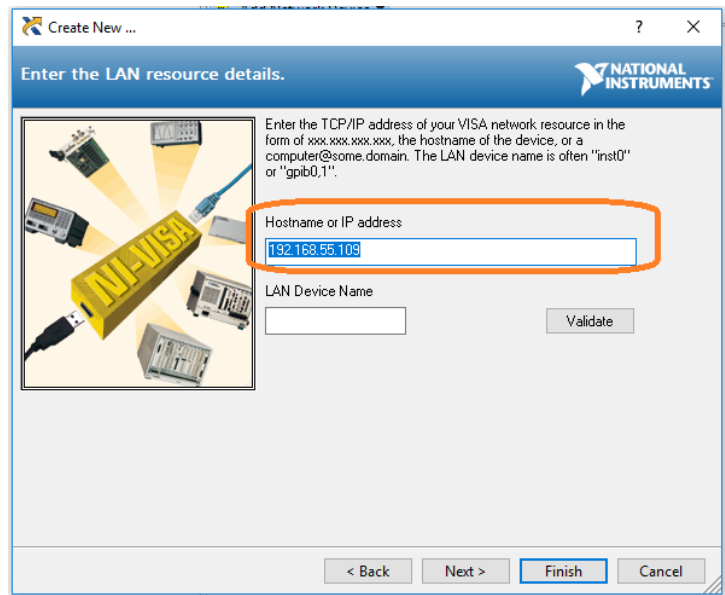 Create New ...
?
Enter the LAN resource details.
NATIONAL
INSTRUMENTS
Enter the TCP/IP address of your VISA network resource in the
form of xxx.xxx.xxx.xxx, the hostname of the device, or a
computer@some.domain. The LAN device name is often "inst0"
or "gpib0,1".
Hostname or IP address
192.168.55.109
LAN Device Name
Validate
NI-VISA
< Back
Next >
Finish
Cancel